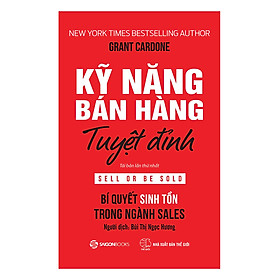 NEW YORK TIMES BESTSELLING AUTHOR
GRANT CARDONE
KỸ NĂNG
BÁN HÀNG
Tuyệt đỉnh
Tái bản lần thứ nhất
SELL OR BE SOLD
BÍ QUYẾT SINH TỒN
TRONG NGÀNH SALES
Người dịch: Bùi Thị Ngọc Hương
SAIGONBOOKS
NHÀ XUẤT BẢN THẾ GIỚI